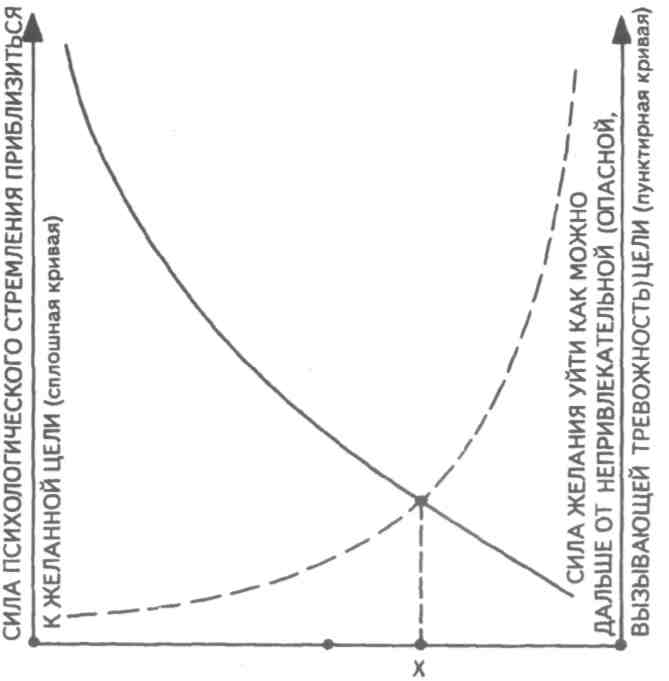 СИЛА ПСИХОЛОГИЧЕСКОГО СТРЕМЛЕНИЯ ПРИБЛИЗИТЬСЯ
К ЖЕЛАННОЙ ЦЕЛИ (сплошная кривая)
СИЛА ЖЕЛАНИЯ УЙТИ КАК МОЖНО
ДАЛЬШЕ ОТ НЕПРИВЛЕКАТЕЛЬНОЙ (ОПАСНОЙ,
ВЫЗЫВАЮЩЕЙ ТРЕВОЖНОСТЬ) ЦЕЛИ (пунктирная кривая)
X